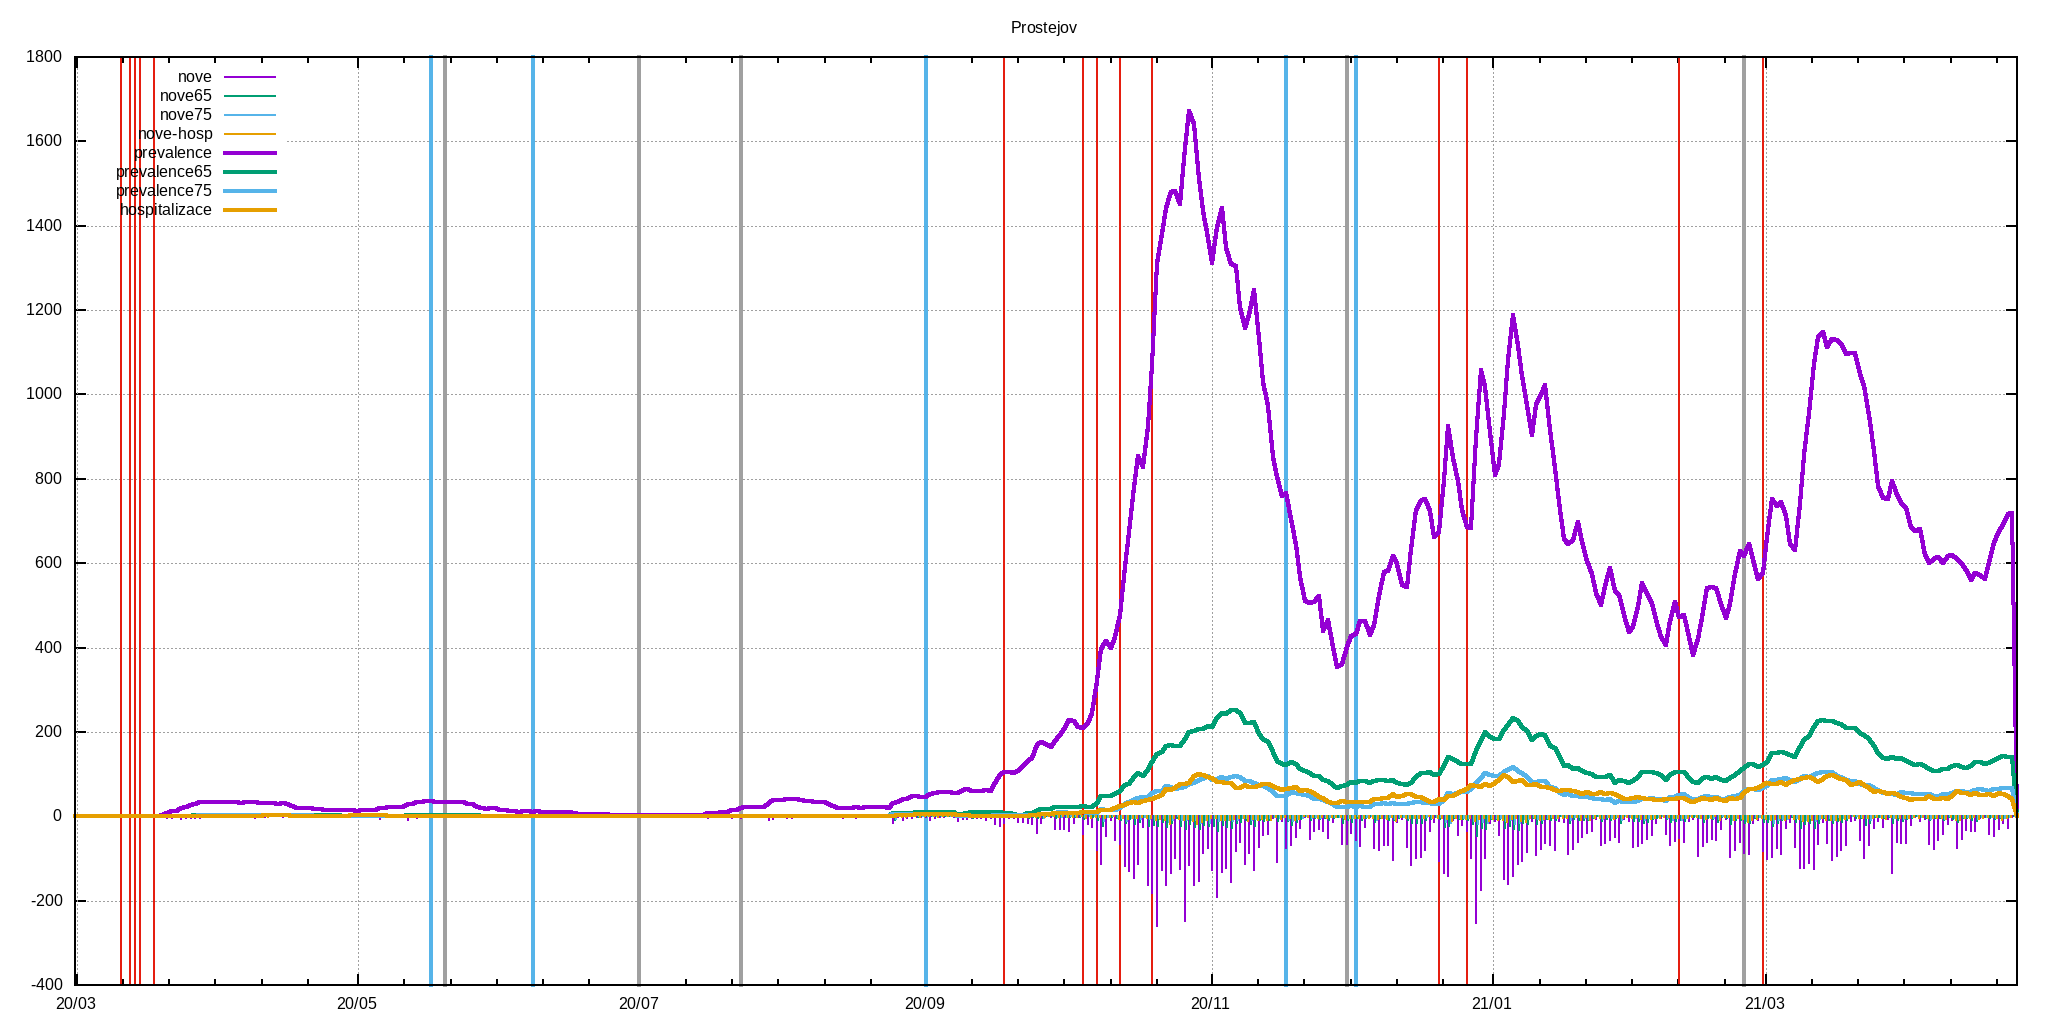 Prostejov
1800
1600
1400
1200
1000
800
600
400
200
0
-200
-400
nove
nove65
nove75
nove-hosp
prevalence
prevalence65
prevalence75
hospitalizace
20/03 20/05 20/07 20/09 20/11 21/01 21/03